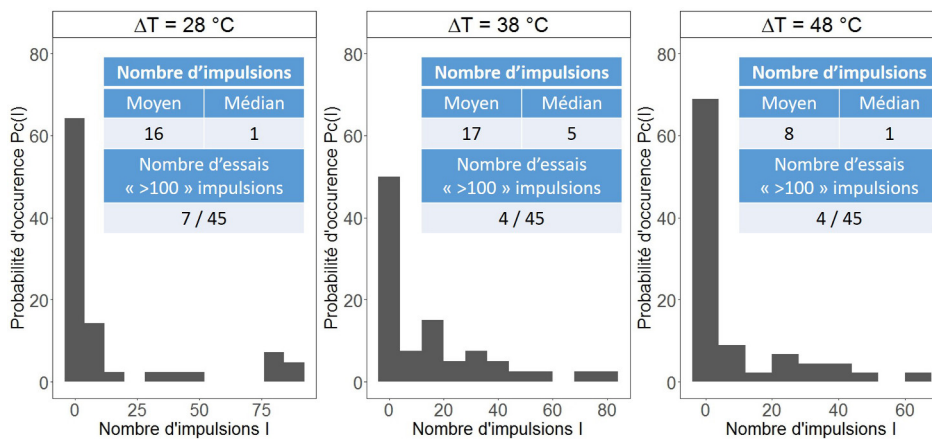 ΔT = 28 °C
Probabilité d'occurence Pc(I)
80
60
40
20
0
Nombre d'impulsions
Moyen Médian
16 1
Nombre d'essais
« >100 » impulsions
7 / 45
0 25 50 75
Nombre d'impulsions I
ΔT = 38 °C
Probabilité d'occurence Pc(I)
80
60
40
20
0
Nombre d'impulsions
Moyen Médian
17 5
Nombre d'essais
« >100 » impulsions
4 / 45
0 20 40 60 80
Nombre d'impulsions I
ΔT = 48 °C
Probabilité d'occurence Pc(I)
80
60
40
20
0
Nombre d'impulsions
Moyen Médian
8 1
Nombre d'essais
« >100 » impulsions
4 / 45
0 20 40 60
Nombre d'impulsions I